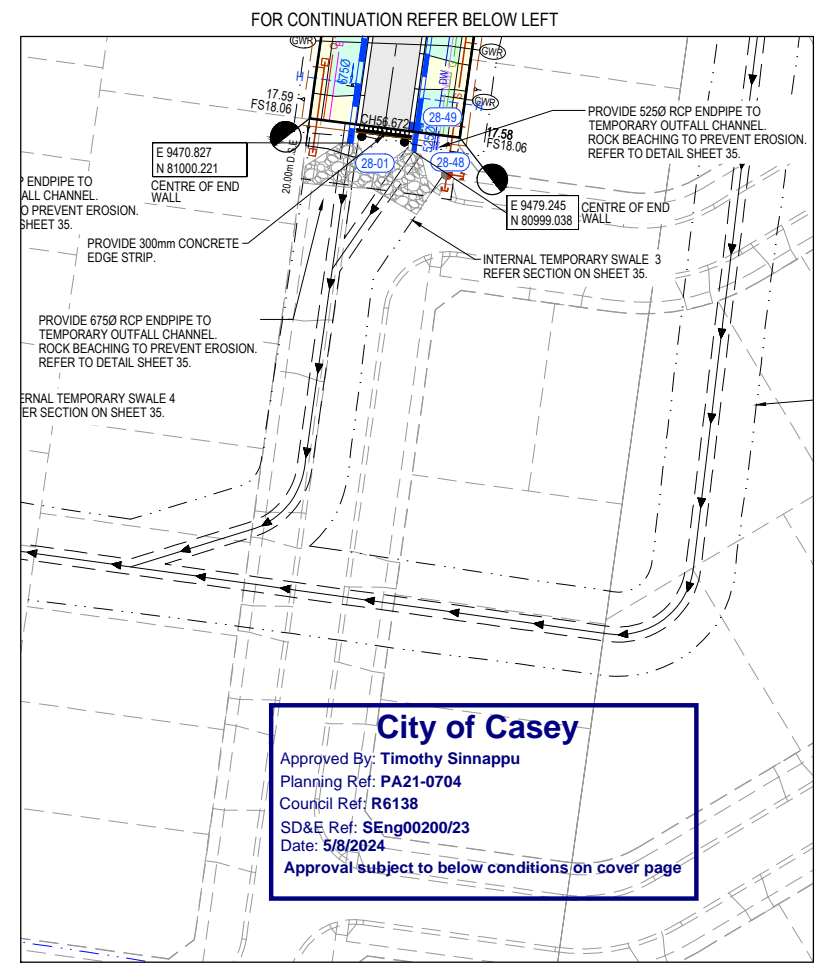 FOR CONTINUATION REFER BELOW LEFT
GWR
GWR
GWR
675Ø
DW
H
17.59
FS18.06
CH56.672
28-49
525Ø
17.58
FS18.06
28-01
28-48
20.00m D.S.E
E 9470.827
N 81000.221
CENTRE OF END
WALL
PROVIDE 525Ø RCP ENDPIPE TO
TEMPORARY OUTFALL CHANNEL.
ROCK BEACHING TO PREVENT EROSION.
REFER TO DETAIL SHEET 35.
ENDPIPE TO
ALL CHANNEL.
O PREVENT EROSION.
SHEET 35.
E 9479.245
N 80999.038
CENTRE OF END
WALL
PROVIDE 300mm CONCRETE
EDGE STRIP.
INTERNAL TEMPORARY SWALE 3
REFER SECTION ON SHEET 35.
PROVIDE 675Ø RCP ENDPIPE TO
TEMPORARY OUTFALL CHANNEL.
ROCK BEACHING TO PREVENT EROSION.
REFER TO DETAIL SHEET 35.
ERNAL TEMPORARY SWALE 4
ER SECTION ON SHEET 35.
City of Casey
Approved By: Timothy Sinnappu
Planning Ref: PA21-0704
Council Ref: R6138
SD&E Ref: SEng00200/23
Date: 5/8/2024
Approval subject to below conditions on cover page